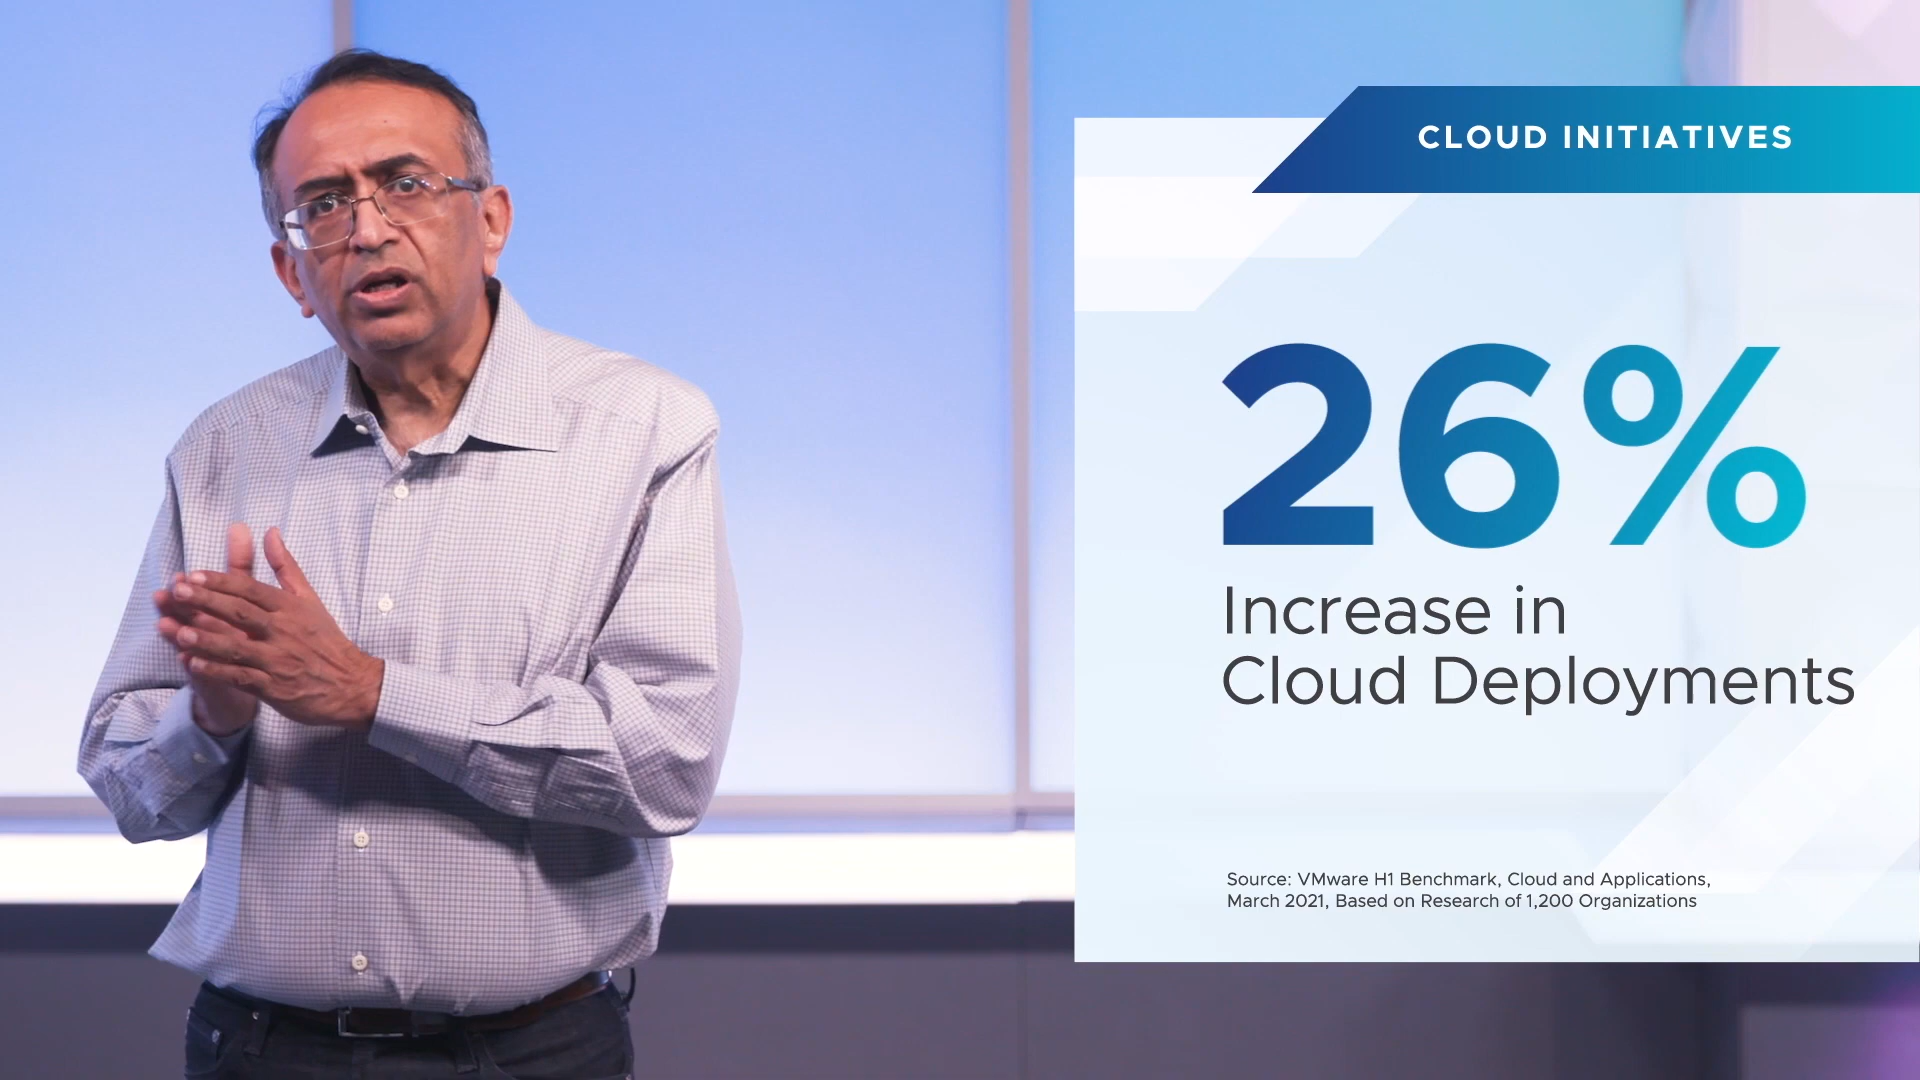 CLOUD INITIATIVES
26%
Increase in
Cloud Deployments
Source: VMware H1 Benchmark, Cloud and Applications,
March 2021, Based on Research of 1,200 Organizations